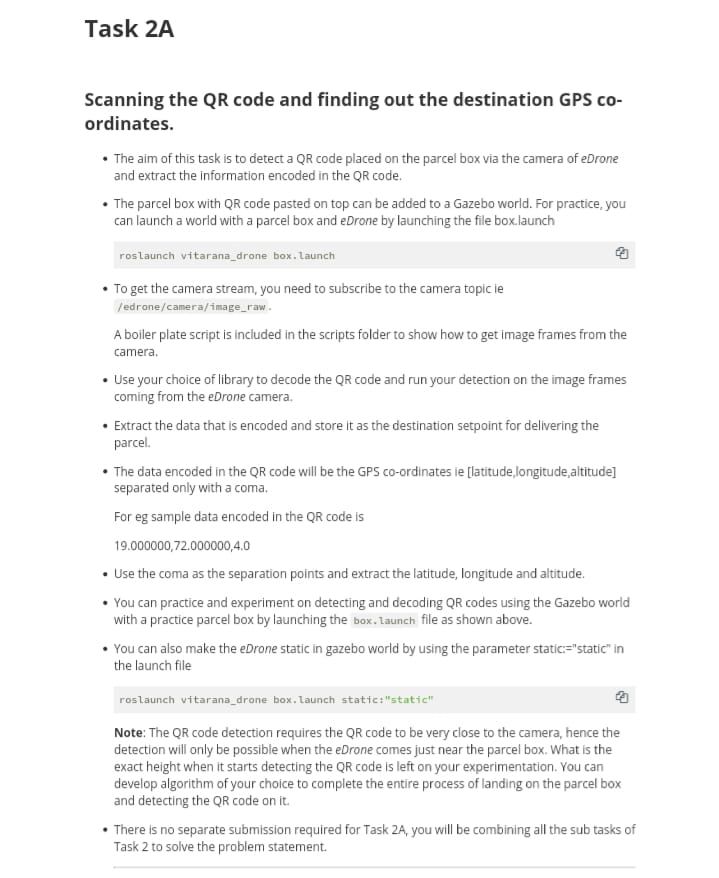 Task 2A
Scanning the QR code and finding out the destination GPS co-
ordinates.
• The aim of this task is to detect a QR code placed on the parcel box via the camera of eDrone
and extract the information encoded in the QR code.
• The parcel box with QR code pasted on top can be added to a Gazebo world. For practice, you
can launch a world with a parcel box and eDrone by launching the file box.launch
roslaunch vitarana_drone box.launch
• To get the camera stream, you need to subscribe to the camera topic ie
/edrone/camera/image_raw .
A boiler plate script is included in the scripts folder to show how to get image frames from the
camera.
• Use your choice of library to decode the QR code and run your detection on the image frames
coming from the eDrone camera.
• Extract the data that is encoded and store it as the destination setpoint for delivering the
parcel.
• The data encoded in the QR code will be the GPS co-ordinates ie [latitude,longitude,altitude]
separated only with a coma.
For eg sample data encoded in the QR code is
19.000000,72.000000,4.0
• Use the coma as the separation points and extract the latitude, longitude and altitude.
• You can practice and experiment on detecting and decoding QR codes using the Gazebo world
with a practice parcel box by launching the box.launch file as shown above.
• You can also make the eDrone static in gazebo world by using the parameter static:="static" in
the launch file
roslaunch vitarana_drone box.launch static:"static"
Note: The QR code detection requires the QR code to be very close to the camera, hence the
detection will only be possible when the eDrone comes just near the parcel box. What is the
exact height when it starts detecting the QR code is left on your experimentation. You can
develop algorithm of your choice to complete the entire process of landing on the parcel box
and detecting the QR code on it.
• There is no separate submission required for Task 2A, you will be combining all the sub tasks of
Task 2 to solve the problem statement.